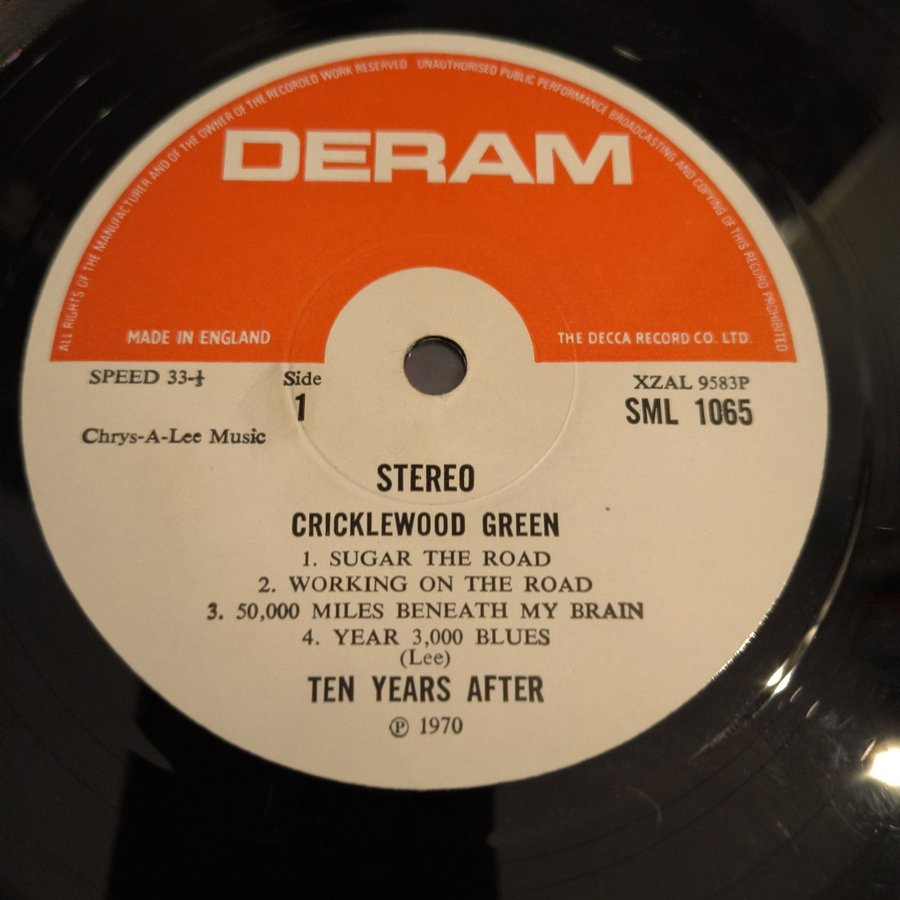 ALL RIGHTS OF THE MANUFACTURER AND OF THE OWNER OF THE RECORDED WORK RESERVED UNAUTHORISED PUBLIC PERFORMANCE BROADCASTING AND COPYING OF THIS RECORD PROHIBITED
DERAM
MADE IN ENGLAND THE DECCA RECORD CO. LTD.
SPEED 33-⅓ Side XZAL 9583P
1 SML 1065
Chrys-A-Lee Music
STEREO
CRICKLEWOOD GREEN
1. SUGAR THE ROAD
2. WORKING ON THE ROAD
3. 50,000 MILES BENEATH MY BRAIN
4. YEAR 3,000 BLUES
(Lee)
TEN YEARS AFTER
℗ 1970